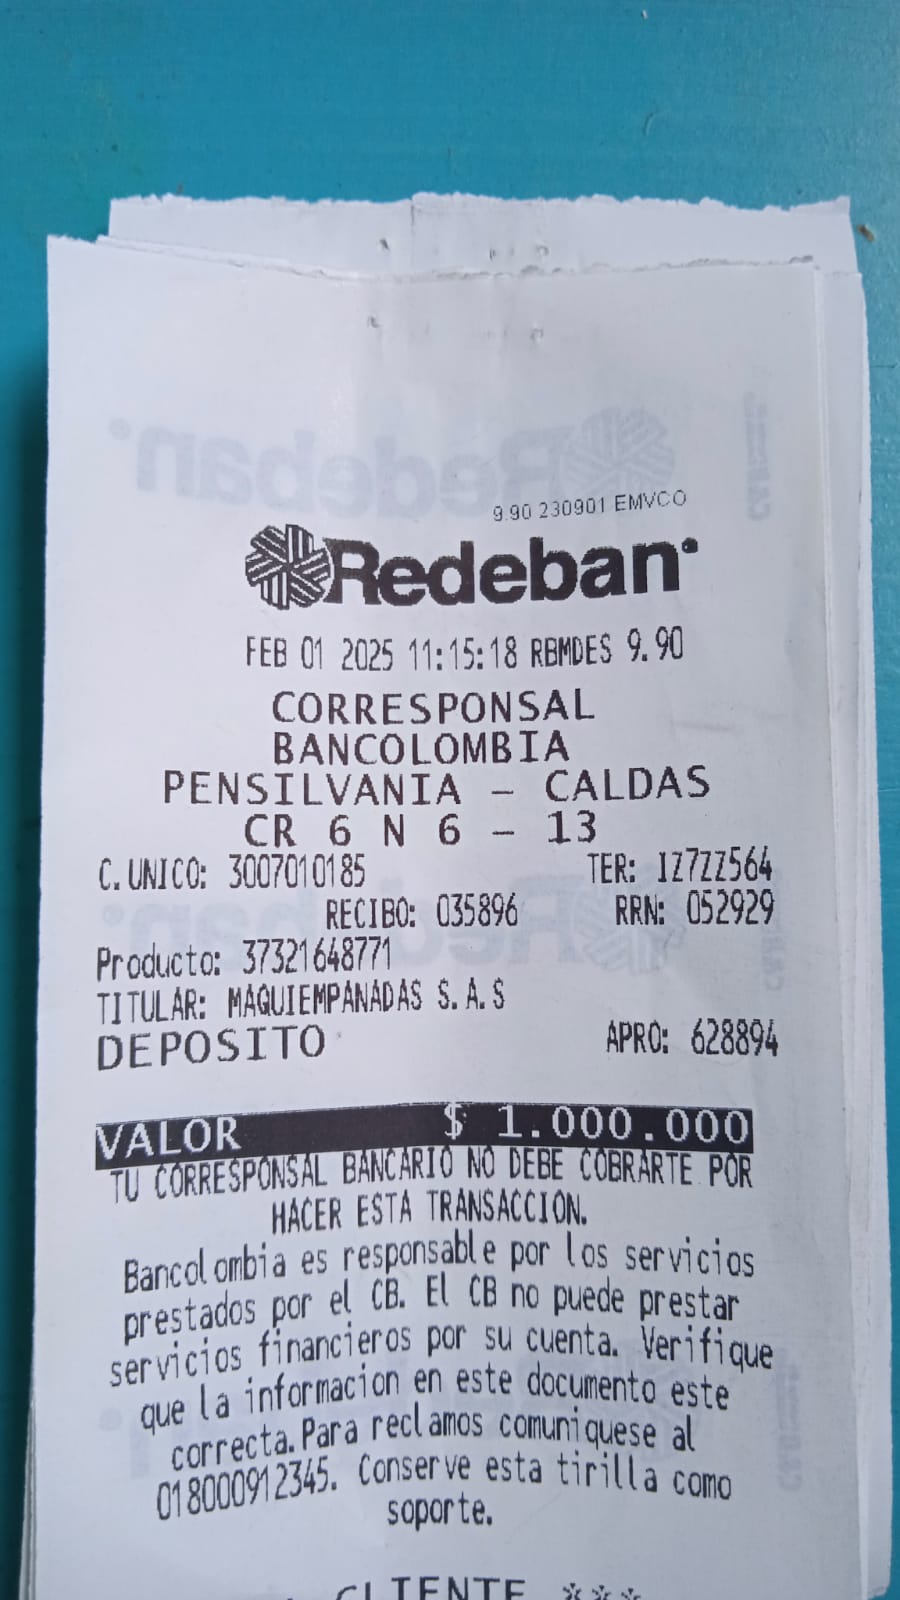 9.90 230901 EMVCO
Redeban
FEB 01 2025 11:15:18 RBMDES 9.90
CORRESPONSAL
BANCOLOMBIA
PENSILVANIA - CALDAS
CR 6 N 6 - 13
C. UNICO: 3007010185 TER: IZ7ZZ564
RECIBO: 035896 RRN: 052929
Producto: 37321648771
TITULAR: MAQUIEMPANADAS S.A.S
DEPOSITO APRO: 628894
VALOR $ 1.000.000
TU CORRESPONSAL BANCARIO NO DEBE COBRARTE POR
HACER ESTA TRANSACCION.
Bancolombia es responsable por los servicios
prestados por el CB. El CB no puede prestar
servicios financieros por su cuenta. Verifique
que la informacion en este documento este
correcta. Para reclamos comuniquese al
018000912345. Conserve esta tirilla como
soporte.
CLIENTE ***